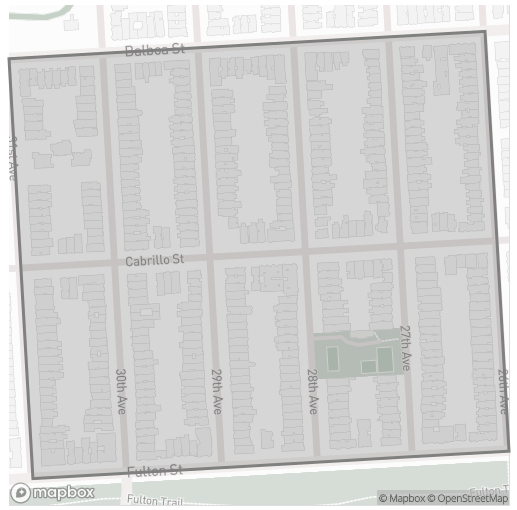 Balboa St
31st Ave
Cabrillo St
27th Ave
30th Ave
29th Ave
28th Ave
26th Ave
Fulton St
Fulton Trail
Fulton T
mapbox
© Mapbox © OpenStreetMap